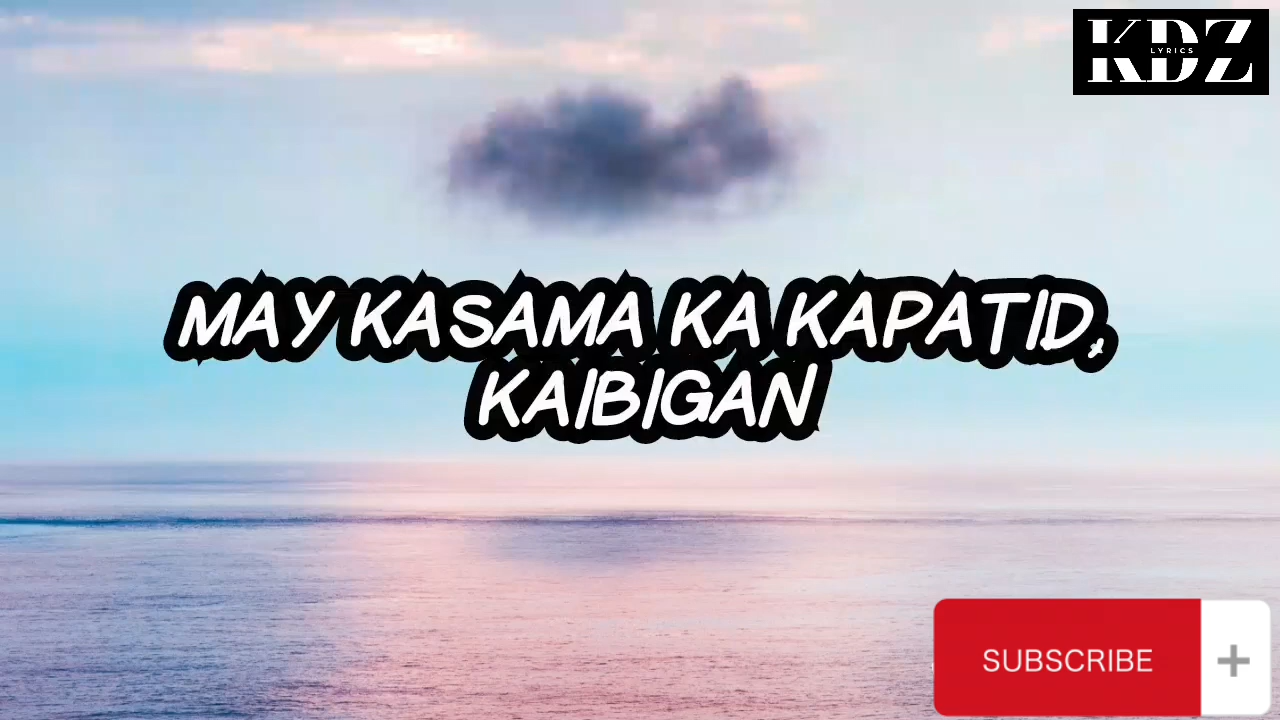 KDZ
LYRICS
MAY KASAMA KA KAPATID,
KAIBIGAN
SUBSCRIBE +